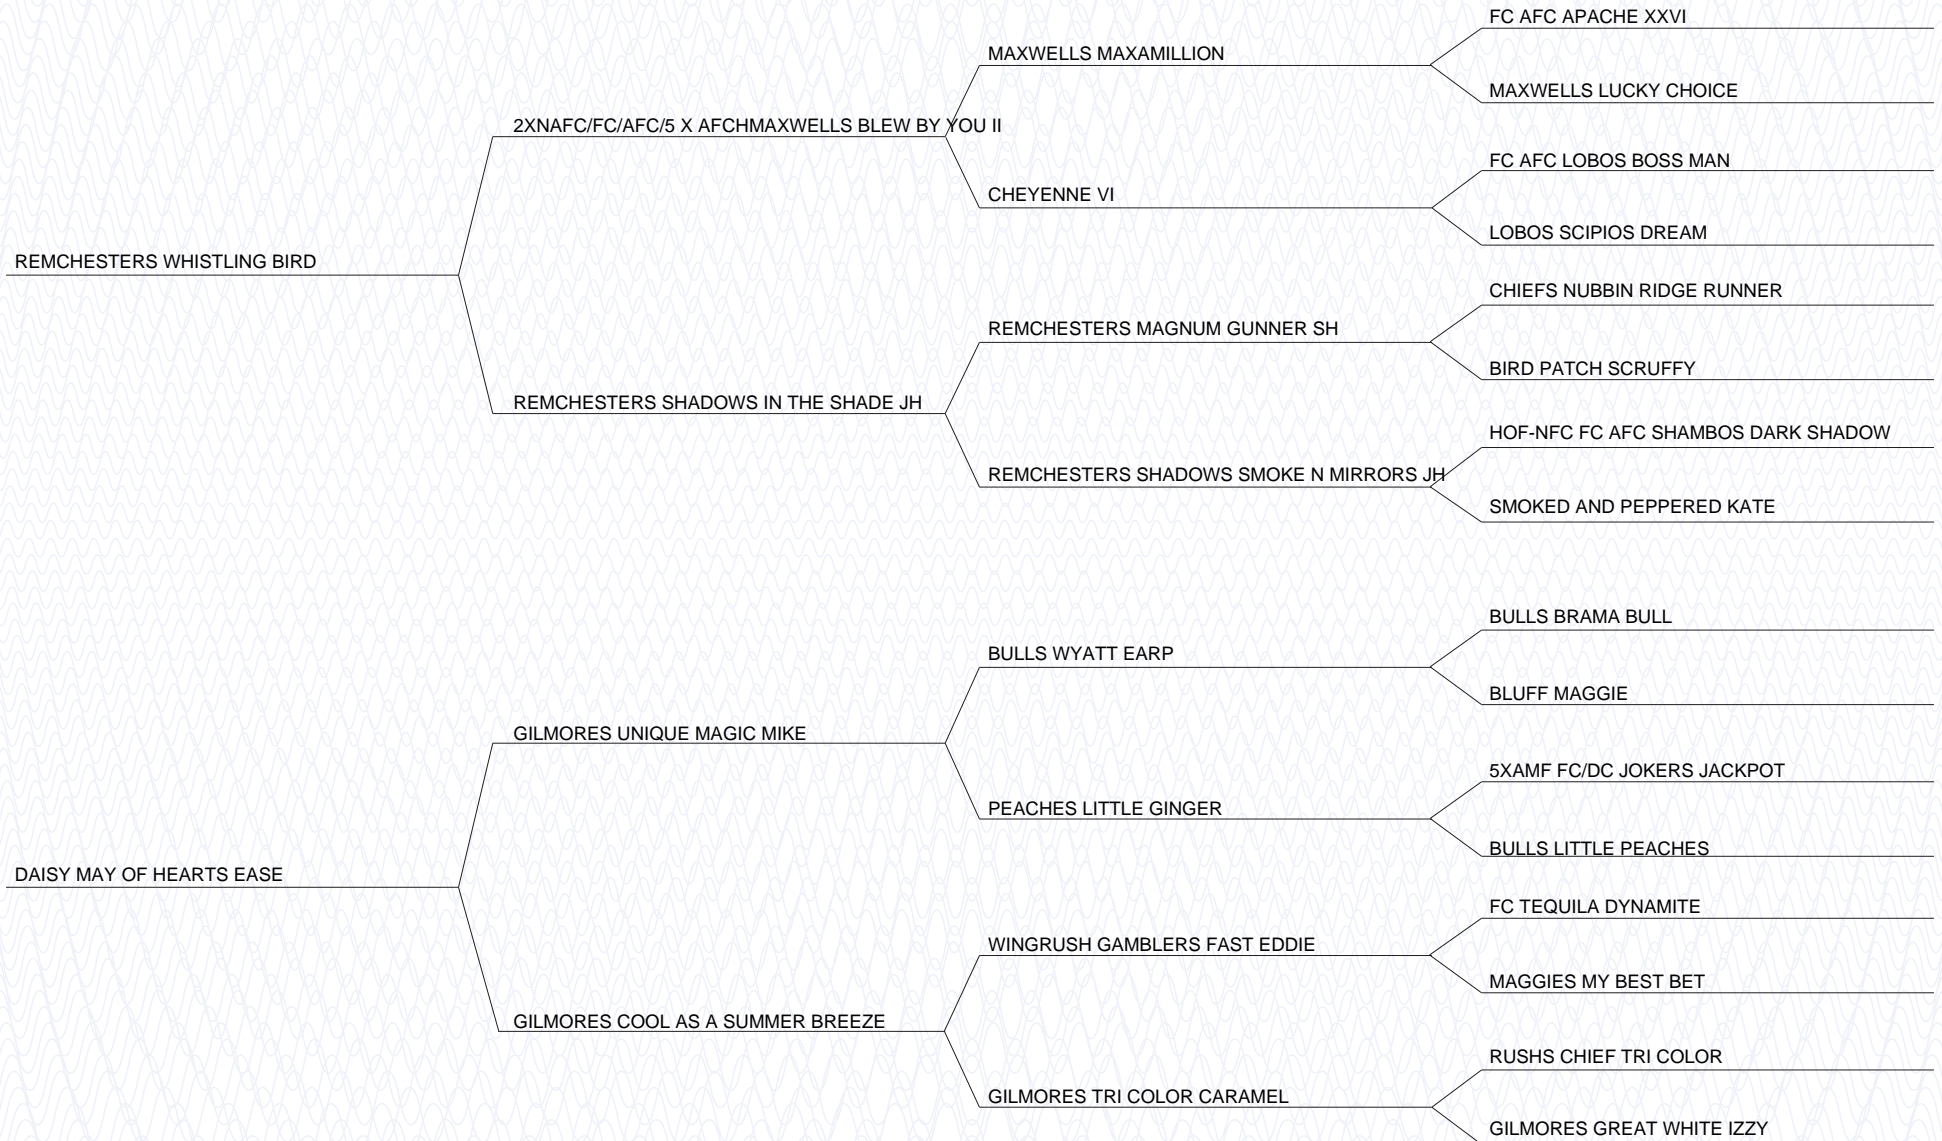 FC AFC APACHE XXVI
MAXWELLS MAXAMILLION
MAXWELLS LUCKY CHOICE
2XNAFC/FC/AFC/5 X AFCHMAXWELLS BLEW BY YOU II
FC AFC LOBOS BOSS MAN
CHEYENNE VI
LOBOS SCIPIOS DREAM
REMCHESTERS WHISTLING BIRD
CHIEFS NUBBIN RIDGE RUNNER
REMCHESTERS MAGNUM GUNNER SH
BIRD PATCH SCRUFFY
REMCHESTERS SHADOWS IN THE SHADE JH
HOF-NFC FC AFC SHAMBOS DARK SHADOW
REMCHESTERS SHADOWS SMOKE N MIRRORS JH
SMOKED AND PEPPERED KATE
BULLS BRAMA BULL
BULLS WYATT EARP
BLUFF MAGGIE
GILMORES UNIQUE MAGIC MIKE
5XAMF FC/DC JOKERS JACKPOT
PEACHES LITTLE GINGER
BULLS LITTLE PEACHES
DAISY MAY OF HEARTS EASE
FC TEQUILA DYNAMITE
WINGRUSH GAMBLERS FAST EDDIE
MAGGIES MY BEST BET
GILMORES COOL AS A SUMMER BREEZE
RUSHS CHIEF TRI COLOR
GILMORES TRI COLOR CARAMEL
GILMORES GREAT WHITE IZZY